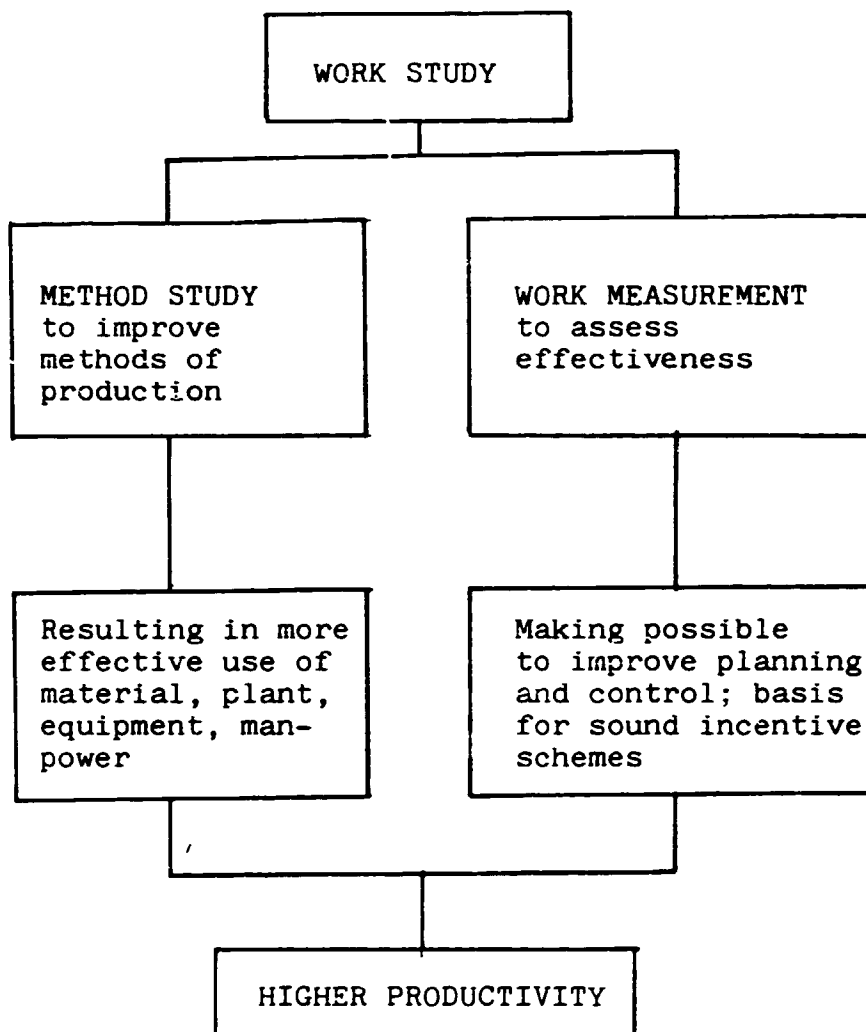 WORK STUDY
METHOD STUDY
to improve
methods of
production
WORK MEASUREMENT
to assess
effectiveness
Resulting in more
effective use of
material, plant,
equipment, man-
power
Making possible
to improve planning
and control; basis
for sound incentive
schemes
HIGHER PRODUCTIVITY